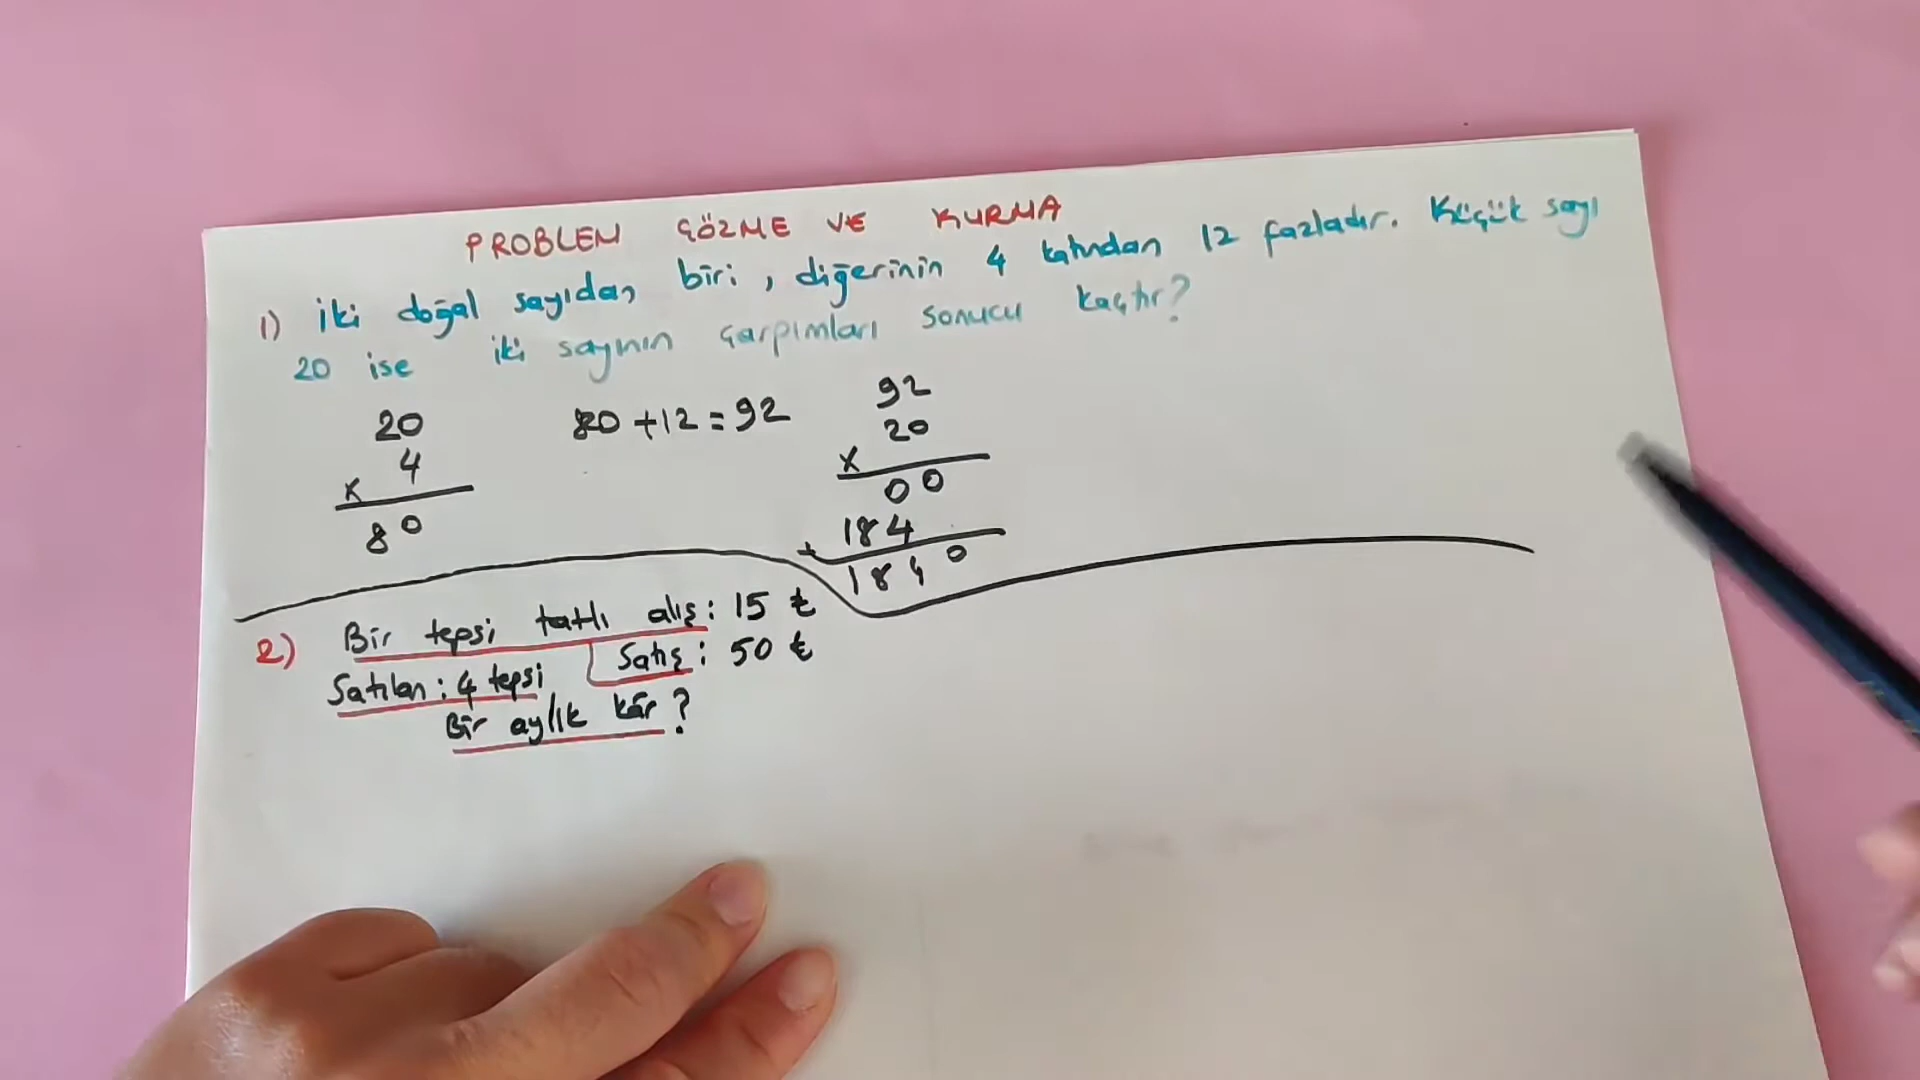 PROBLEM ÇÖZME VE KURMA
1) İki doğal sayıdan biri, diğerinin 4 katından 12 fazladır. Küçük sayı
20 ise iki sayının çarpımları sonucu kaçtır?
20
x 4
80
80 + 12 = 92
92
20
x
00
184
+
1840
2) Bir tepsi tatlı alış: 15 ₺
Satış: 50 ₺
Satılan: 4 tepsi
Bir aylık kâr?